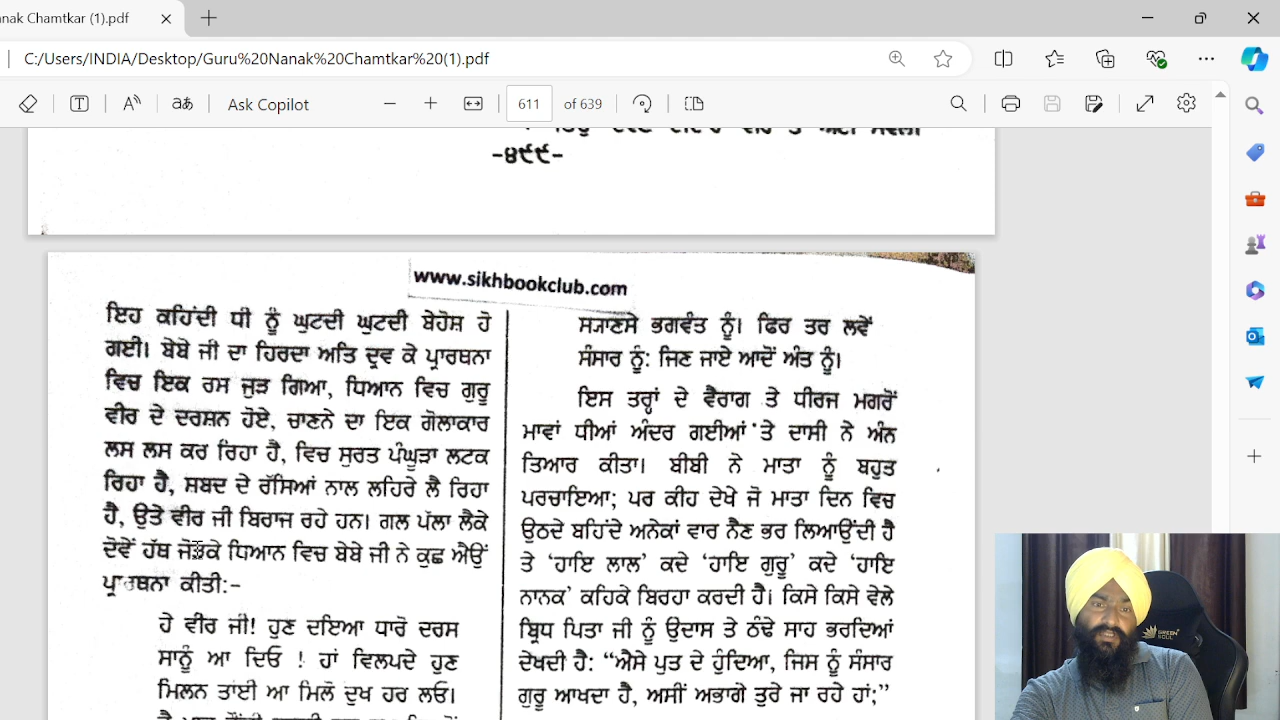 nak Chamtkar (1).pdf
C:/Users/INDIA/Desktop/Guru%20Nanak%20Chamtkar%20(1).pdf
Ask Copilot
611 of 639
-੪੯੯-
www.sikhbookclub.com
ਇਹ ਕਹਿਂਦੀ ਧੀ ਨੂੰ ਘੁਟਦੀ ਘੁਟਦੀ ਬੇਹੋਸ਼ ਹੋ
ਗਈ। ਬੇਬੇ ਜੀ ਦਾ ਹਿਰਦਾ ਅਤਿ ਦ੍ਰਵ ਕੇ ਪ੍ਰਾਰਥਨਾ
ਵਿਚ ਇਕ ਰਸ ਜੁੜ ਗਿਆ, ਧਿਆਨ ਵਿਚ ਗੁਰੂ
ਵੀਰ ਦੇ ਦਰਸ਼ਨ ਹੋਏ, ਚਾਣਨੇ ਦਾ ਇਕ ਗੋਲਾਕਾਰ
ਲਸ ਲਸ ਕਰ ਰਿਹਾ ਹੈ, ਵਿਚ ਸੁਰਤ ਪੰਘੂੜਾ ਲਟਕ
ਰਿਹਾ ਹੈ, ਸ਼ਬਦ ਦੇ ਰੱਸਿਆਂ ਨਾਲ ਲਹਿਰੇ ਲੈ ਰਿਹਾ
ਹੈ, ਉਤੇ ਵੀਰ ਜੀ ਬਿਰਾਜ ਰਹੇ ਹਨ। ਗਲ ਪੱਲਾ ਲੈਕੇ
ਦੋਵੇਂ ਹੱਥ ਜੋੜਕੇ ਧਿਆਨ ਵਿਚ ਬੇਬੇ ਜੀ ਨੇ ਕੁਛ ਐਉਂ
ਪ੍ਰਾਰਥਨਾ ਕੀਤੀ:-
ਹੇ ਵੀਰ ਜੀ! ਹੁਣ ਦਇਆ ਧਾਰੋ ਦਰਸ
ਸਾਨੂੰ ਆ ਦਿਓ ! ਹਾਂ ਵਿਲਪਦੇ ਹੁਣ
ਮਿਲਨ ਤਾਂਈ ਆ ਮਿਲੋ ਦੁਖ ਹਰ ਲਓ।
ਸ੍ਯਾਣਸੇ ਭਗਵੰਤ ਨੂੰ। ਫਿਰ ਤਰ ਲਵੇਂ
ਸੰਸਾਰ ਨੂੰ: ਜਿਣ ਜਾਏ ਆਦੋਂ ਅੰਤ ਨੂੰ।
ਇਸ ਤਰ੍ਹਾਂ ਦੇ ਵੈਰਾਗ ਤੇ ਧੀਰਜ ਮਗਰੋਂ
ਮਾਵਾਂ ਧੀਆਂ ਅੰਦਰ ਗਈਆਂ ਤੇ ਦਾਸੀ ਨੇ ਅੰਨ
ਤਿਆਰ ਕੀਤਾ। ਬੀਬੀ ਨੇ ਮਾਤਾ ਨੂੰ ਬਹੁਤ
ਪਰਚਾਇਆ; ਪਰ ਕੀਹ ਦੇਖੇ ਜੋ ਮਾਤਾ ਦਿਨ ਵਿਚ
ਉਠਦੇ ਬਹਿਂਦੇ ਅਨੇਕਾਂ ਵਾਰ ਨੈਣ ਭਰ ਲਿਆਉਂਦੀ ਹੈ
ਤੇ ‘ਹਾਇ ਲਾਲ’ ਕਦੇ ‘ਹਾਇ ਗੁਰੂ’ ਕਦੇ ‘ਹਾਇ
ਨਾਨਕ’ ਕਹਿਕੇ ਬਿਰਹਾ ਕਰਦੀ ਹੈ। ਕਿਸੇ ਕਿਸੇ ਵੇਲੇ
ਬ੍ਰਿਧ ਪਿਤਾ ਜੀ ਨੂੰ ਉਦਾਸ ਤੇ ਠੰਢੇ ਸਾਹ ਭਰਦਿਆਂ
ਦੇਖਦੀ ਹੈ: “ਐਸੇ ਪੁਤ ਦੇ ਹੁੰਦਿਆ, ਜਿਸ ਨੂੰ ਸੰਸਾਰ
ਗੁਰੂ ਆਖਦਾ ਹੈ, ਅਸੀਂ ਅਭਾਗੇ ਤੁਰੇ ਜਾ ਰਹੇ ਹਾਂ;”
GREEN SOUL